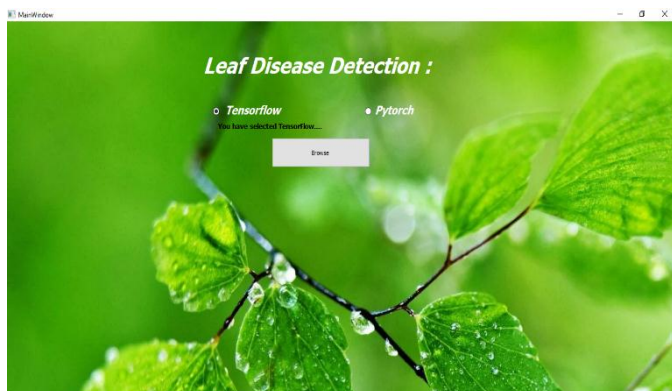 MainWindow
Leaf Disease Detection :
Tensorflow
Pytorch
You have selected Tensorflow....
Browse